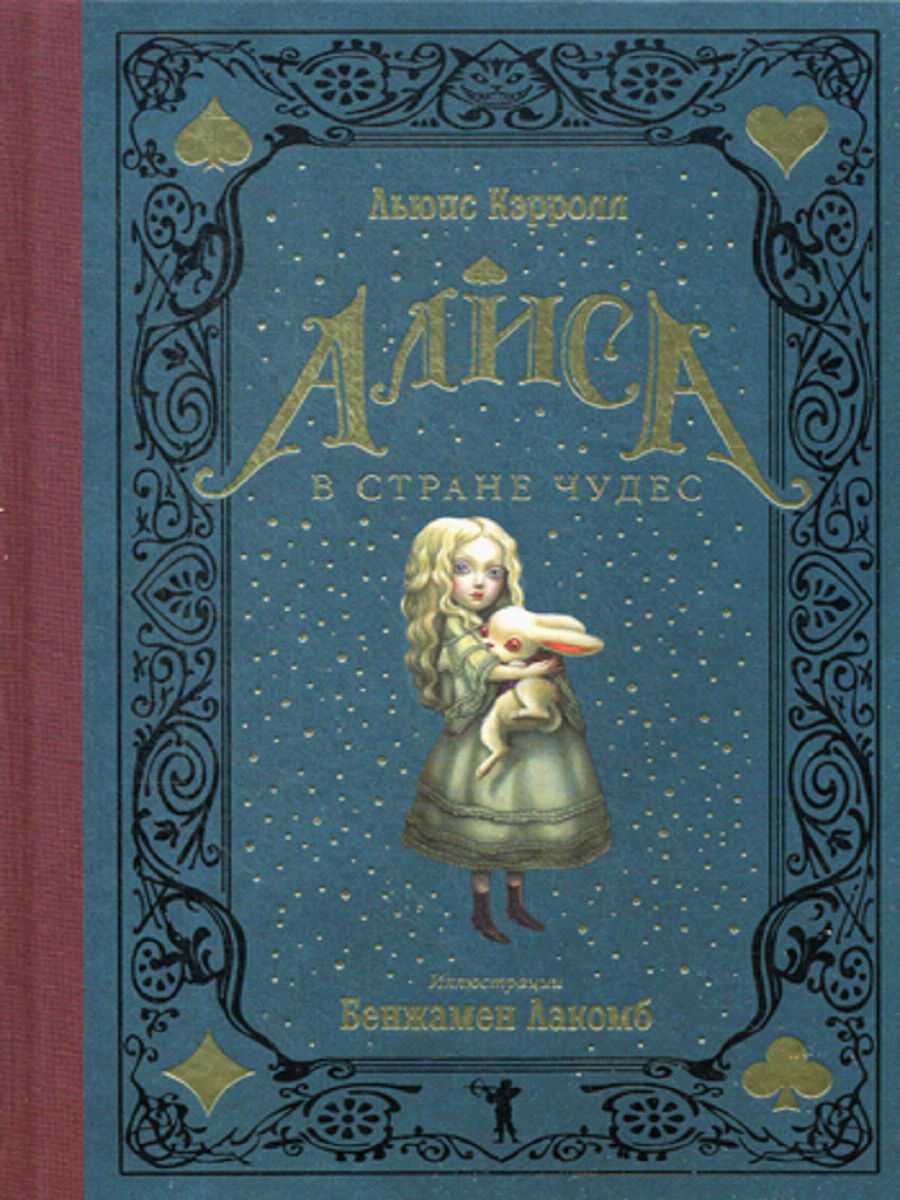 Льюис Кэрролл
АЛИСА
В СТРАНЕ ЧУДЕС
Иллюстрации
Бенжамен Лакомб